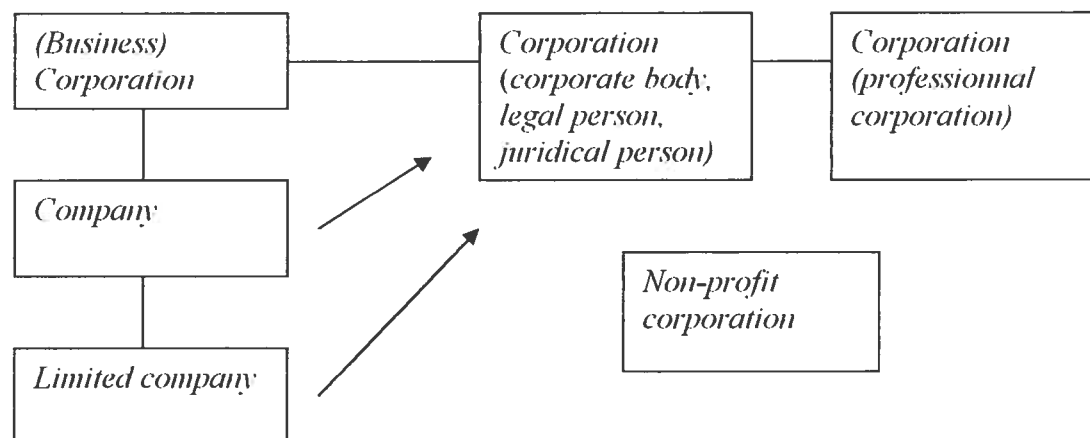 (Business)
Corporation
Corporation
(corporate body,
legal person,
juridical person)
Corporation
(professionnal
corporation)
Company
Non-profit
corporation
Limited company